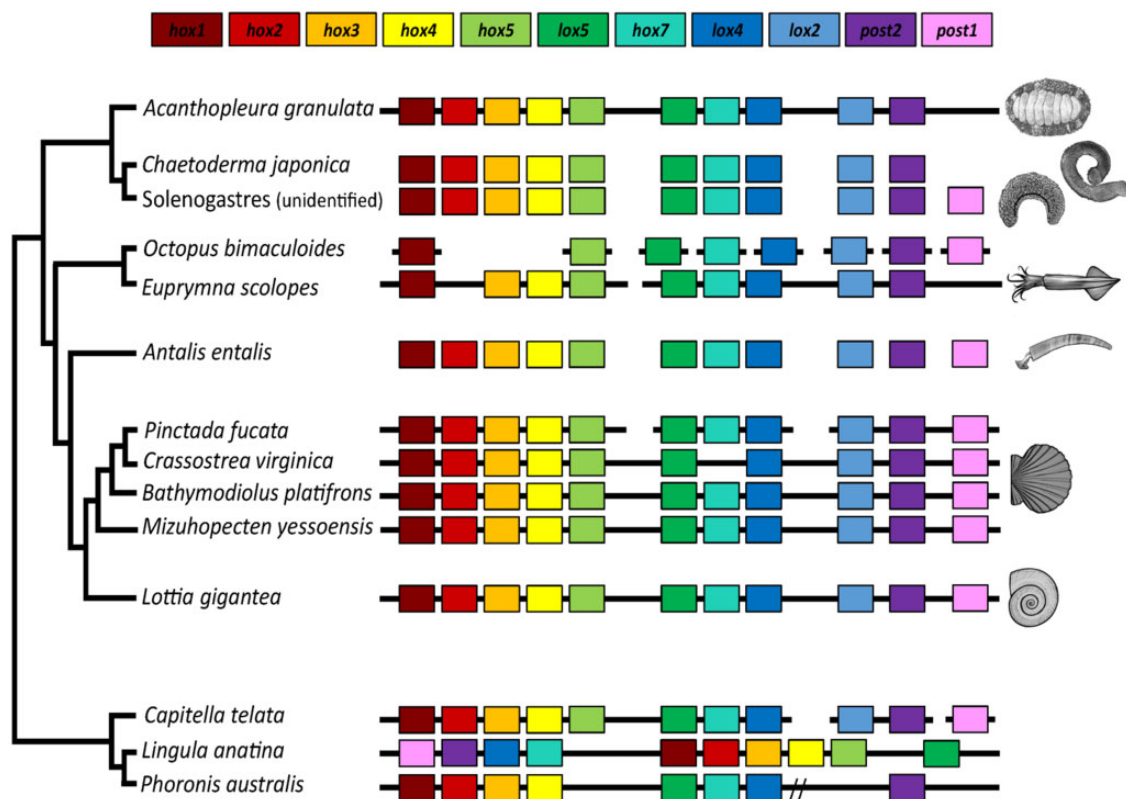 hox1 hox2 hox3 hox4 hox5 lox5 hox7 lox4 lox2 post2 post1
Acanthopleura granulata
Chaetoderma japonica
Solenogastres (unidentified)
Octopus bimaculoides
Euprymna scolopes
Antalis entalis
Pinctada fucata
Crassostrea virginica
Bathymodiolus platifrons
Mizuhopecten yessoensis
Lottia gigantea
Capitella telata
Lingula anatina
Phoronis australis
//